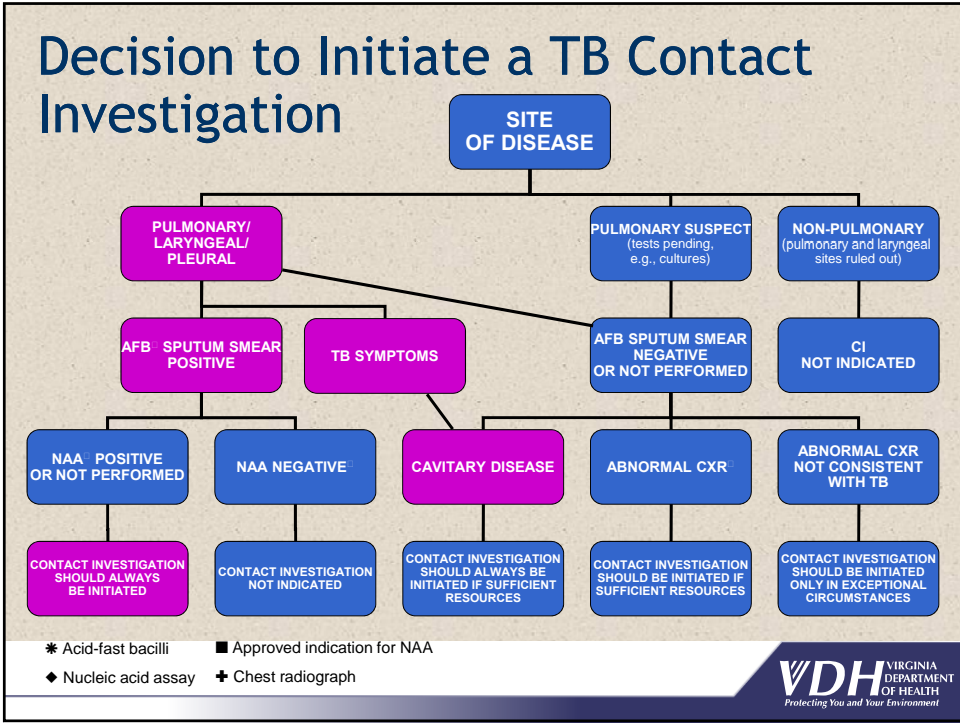 Decision to Initiate a TB Contact
Investigation
SITE
OF DISEASE
PULMONARY/
LARYNGEAL/
PLEURAL
PULMONARY SUSPECT
(tests pending,
e.g., cultures)
NON-PULMONARY
(pulmonary and laryngeal
sites ruled out)
AFB□ SPUTUM SMEAR
POSITIVE
TB SYMPTOMS
AFB SPUTUM SMEAR
NEGATIVE
OR NOT PERFORMED
CI
NOT INDICATED
NAA□ POSITIVE
OR NOT PERFORMED
NAA NEGATIVE□
CAVITARY DISEASE
ABNORMAL CXR□
ABNORMAL CXR
NOT CONSISTENT
WITH TB
CONTACT INVESTIGATION
SHOULD ALWAYS
BE INITIATED
CONTACT INVESTIGATION
NOT INDICATED
CONTACT INVESTIGATION
SHOULD ALWAYS BE
INITIATED IF SUFFICIENT
RESOURCES
CONTACT INVESTIGATION
SHOULD BE INITIATED IF
SUFFICIENT RESOURCES
CONTACT INVESTIGATION
SHOULD BE INITIATED
ONLY IN EXCEPTIONAL
CIRCUMSTANCES
✱ Acid-fast bacilli
■ Approved indication for NAA
◆ Nucleic acid assay
✚ Chest radiograph
VDH VIRGINIA
DEPARTMENT
OF HEALTH
Protecting You and Your Environment